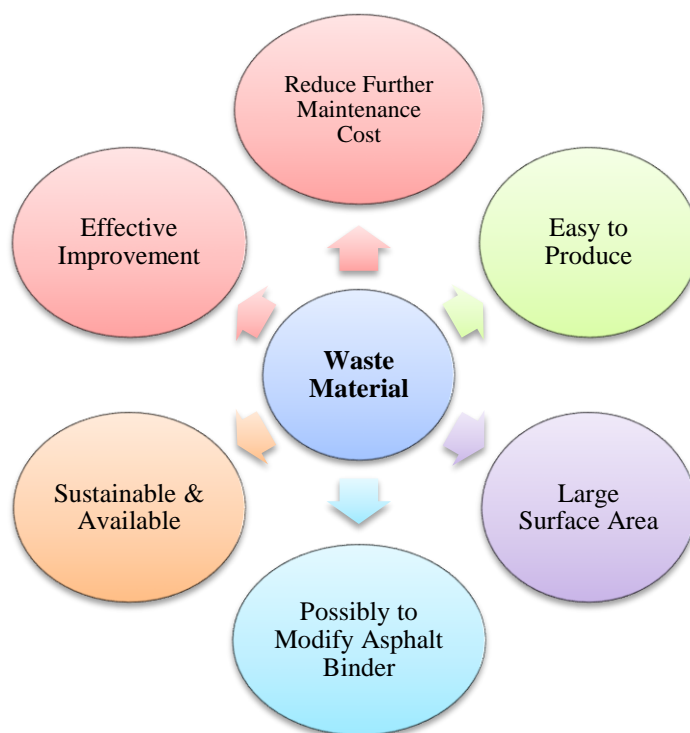 Reduce Further
Maintenance
Cost
Effective
Improvement
Easy to
Produce
Waste
Material
Sustainable &
Available
Large
Surface Area
Possibly to
Modify Asphalt
Binder